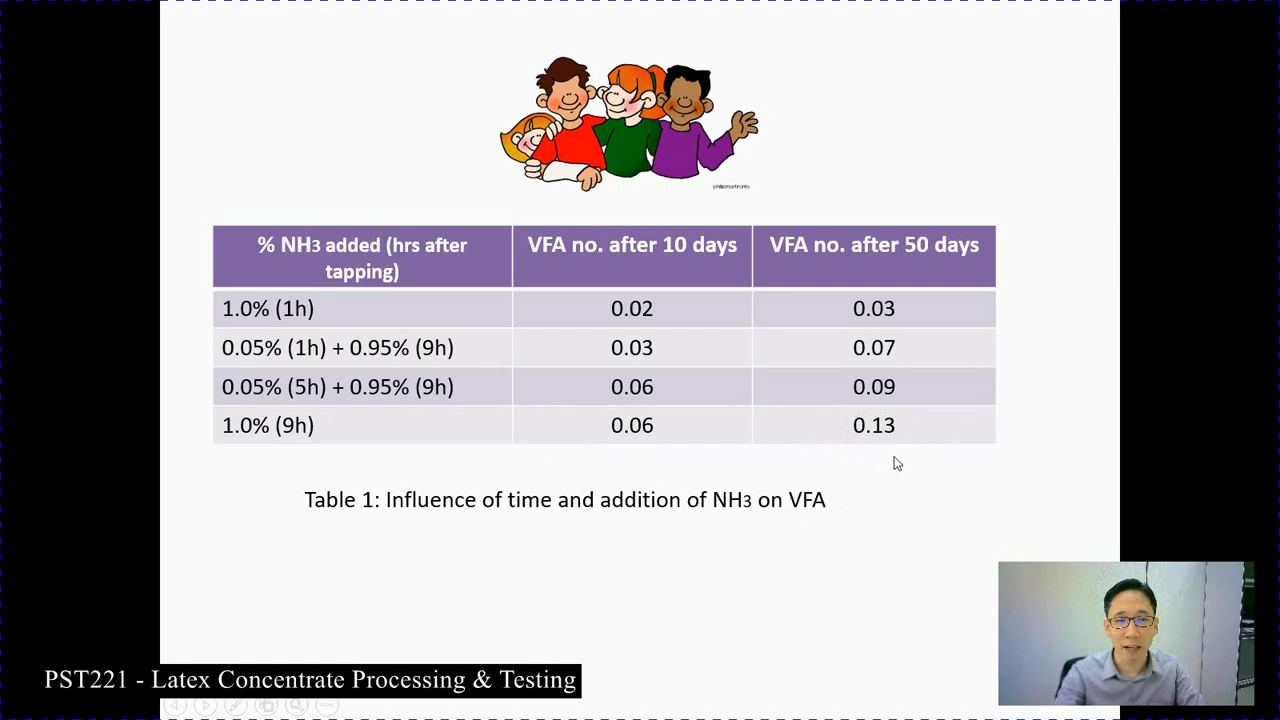 phillipmartin.info
% NH3 added (hrs after tapping) VFA no. after 10 days VFA no. after 50 days
1.0% (1h) 0.02 0.03
0.05% (1h) + 0.95% (9h) 0.03 0.07
0.05% (5h) + 0.95% (9h) 0.06 0.09
1.0% (9h) 0.06 0.13
Table 1: Influence of time and addition of NH3 on VFA
PST221 - Latex Concentrate Processing & Testing